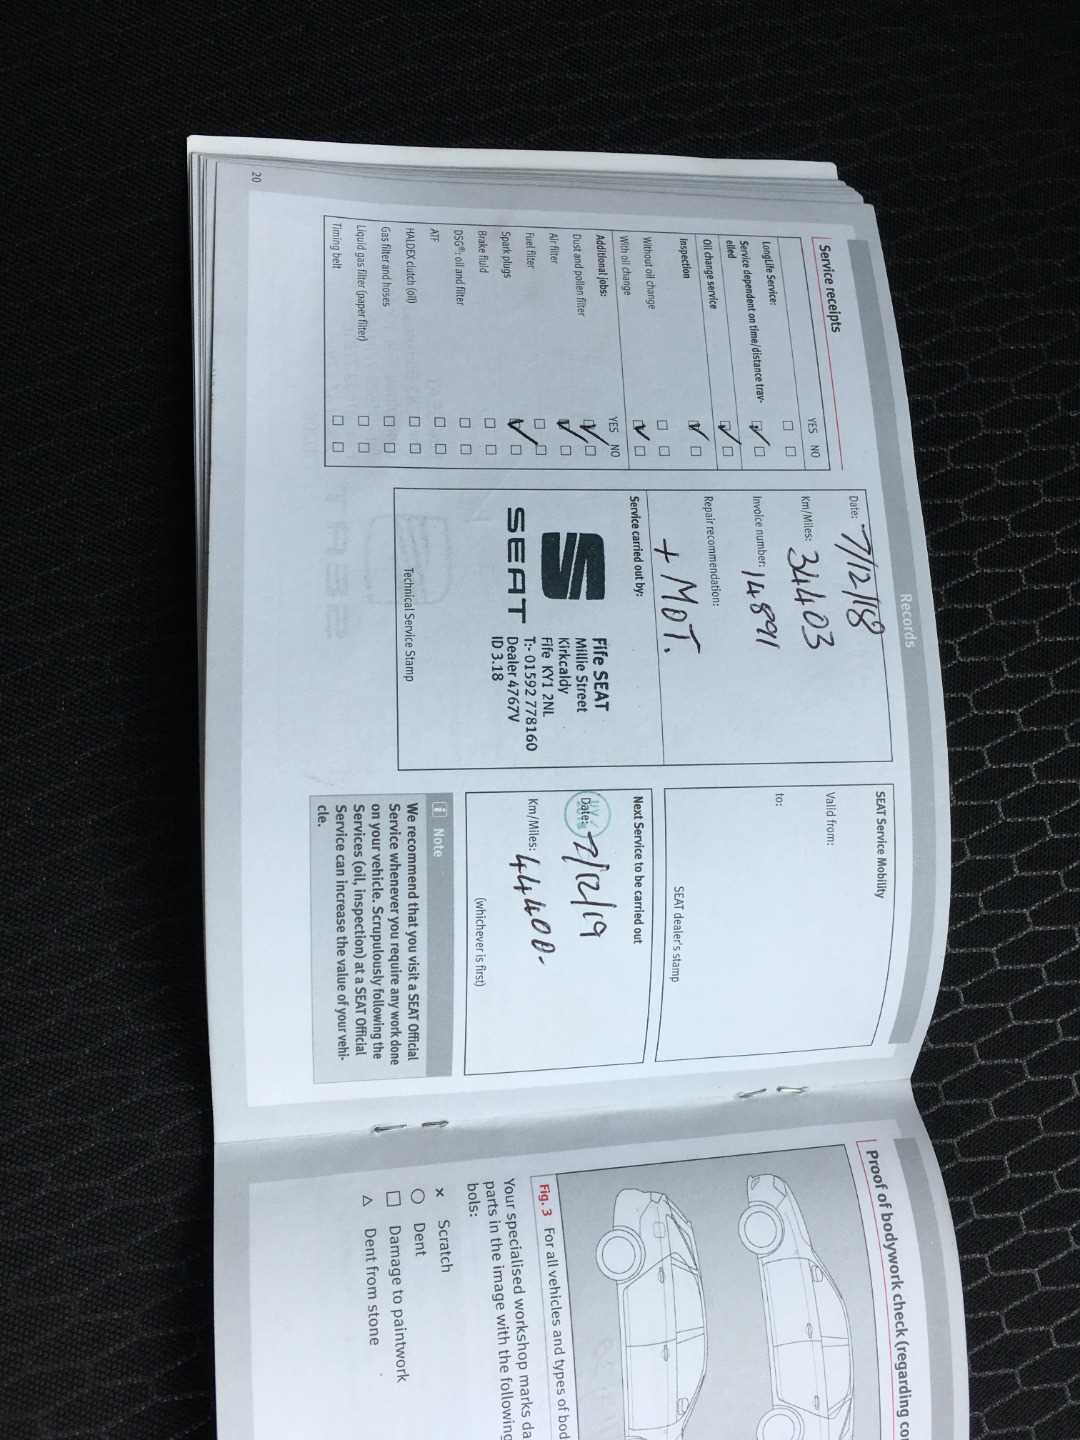 Records
Service receipts
YES NO
LongLife Service:
Service dependent on time/distance trav-
elled
Oil change service
Inspection
Without oil change
With oil change
YES NO
Additional jobs:
Dust and pollen filter
Air filter
Fuel filter
Spark plugs
Brake fluid
DSG®: oil and filter
ATF
HALDEX clutch (oil)
Gas filter and hoses
Liquid gas filter (paper filter)
Timing belt
20
Date: 7/12/18
Km/Miles: 34403
Invoice number: 14891
Repair recommendation:
+ MOT.
Service carried out by:
SEAT
Fife SEAT
Millie Street
Kirkcaldy
Fife KY1 2NL
T:- 01592 778160
Dealer 4767V
ID 3.18
Technical Service Stamp
SEAT Service Mobility
Valid from:
to:
SEAT dealer's stamp
Next Service to be carried out
Date: 7/12/19
Km/Miles: 44400-
(whichever is first)
i Note
We recommend that you visit a SEAT Official
Service whenever you require any work done
on your vehicle. Scrupulously following the
Services (oil, inspection) at a SEAT Official
Service can increase the value of your vehi-
cle.
Proof of bodywork check (regarding co
Fig. 3 For all vehicles and types of bod
Your specialised workshop marks da
parts in the image with the following
bols:
× Scratch
○ Dent
□ Damage to paintwork
△ Dent from stone